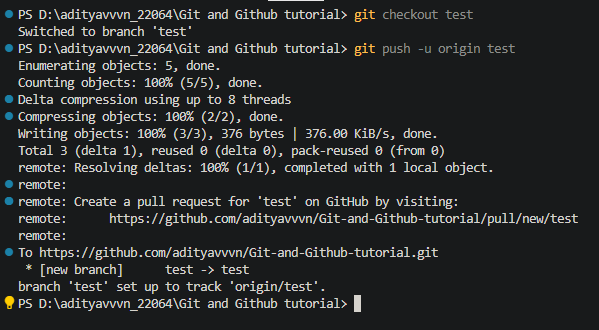 PS D:\adityavvvn_22064\Git and Github tutorial> git checkout test
Switched to branch 'test'
PS D:\adityavvvn_22064\Git and Github tutorial> git push -u origin test
Enumerating objects: 5, done.
Counting objects: 100% (5/5), done.
Delta compression using up to 8 threads
Compressing objects: 100% (2/2), done.
Writing objects: 100% (3/3), 376 bytes | 376.00 KiB/s, done.
Total 3 (delta 1), reused 0 (delta 0), pack-reused 0 (from 0)
remote: Resolving deltas: 100% (1/1), completed with 1 local object.
remote:
remote: Create a pull request for 'test' on GitHub by visiting:
remote:      https://github.com/adityavvvn/Git-and-Github-tutorial/pull/new/test
remote:
To https://github.com/adityavvvn/Git-and-Github-tutorial.git
 * [new branch]      test -> test
branch 'test' set up to track 'origin/test'.
PS D:\adityavvvn_22064\Git and Github tutorial>